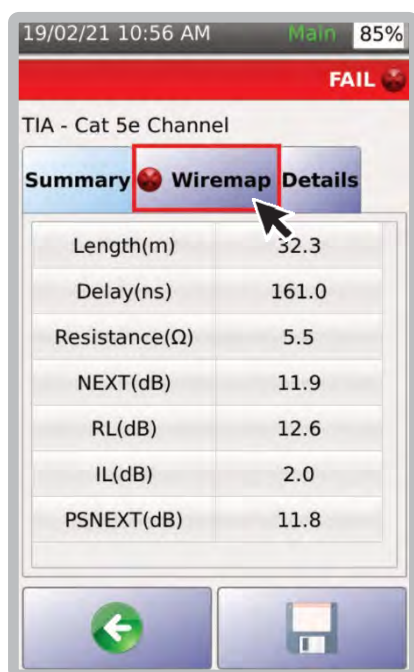 19/02/21 10:56 AM Main 85%
FAIL
TIA - Cat 5e Channel
Summary Wiremap Details
Length(m) 32.3
Delay(ns) 161.0
Resistance(Ω) 5.5
NEXT(dB) 11.9
RL(dB) 12.6
IL(dB) 2.0
PSNEXT(dB) 11.8